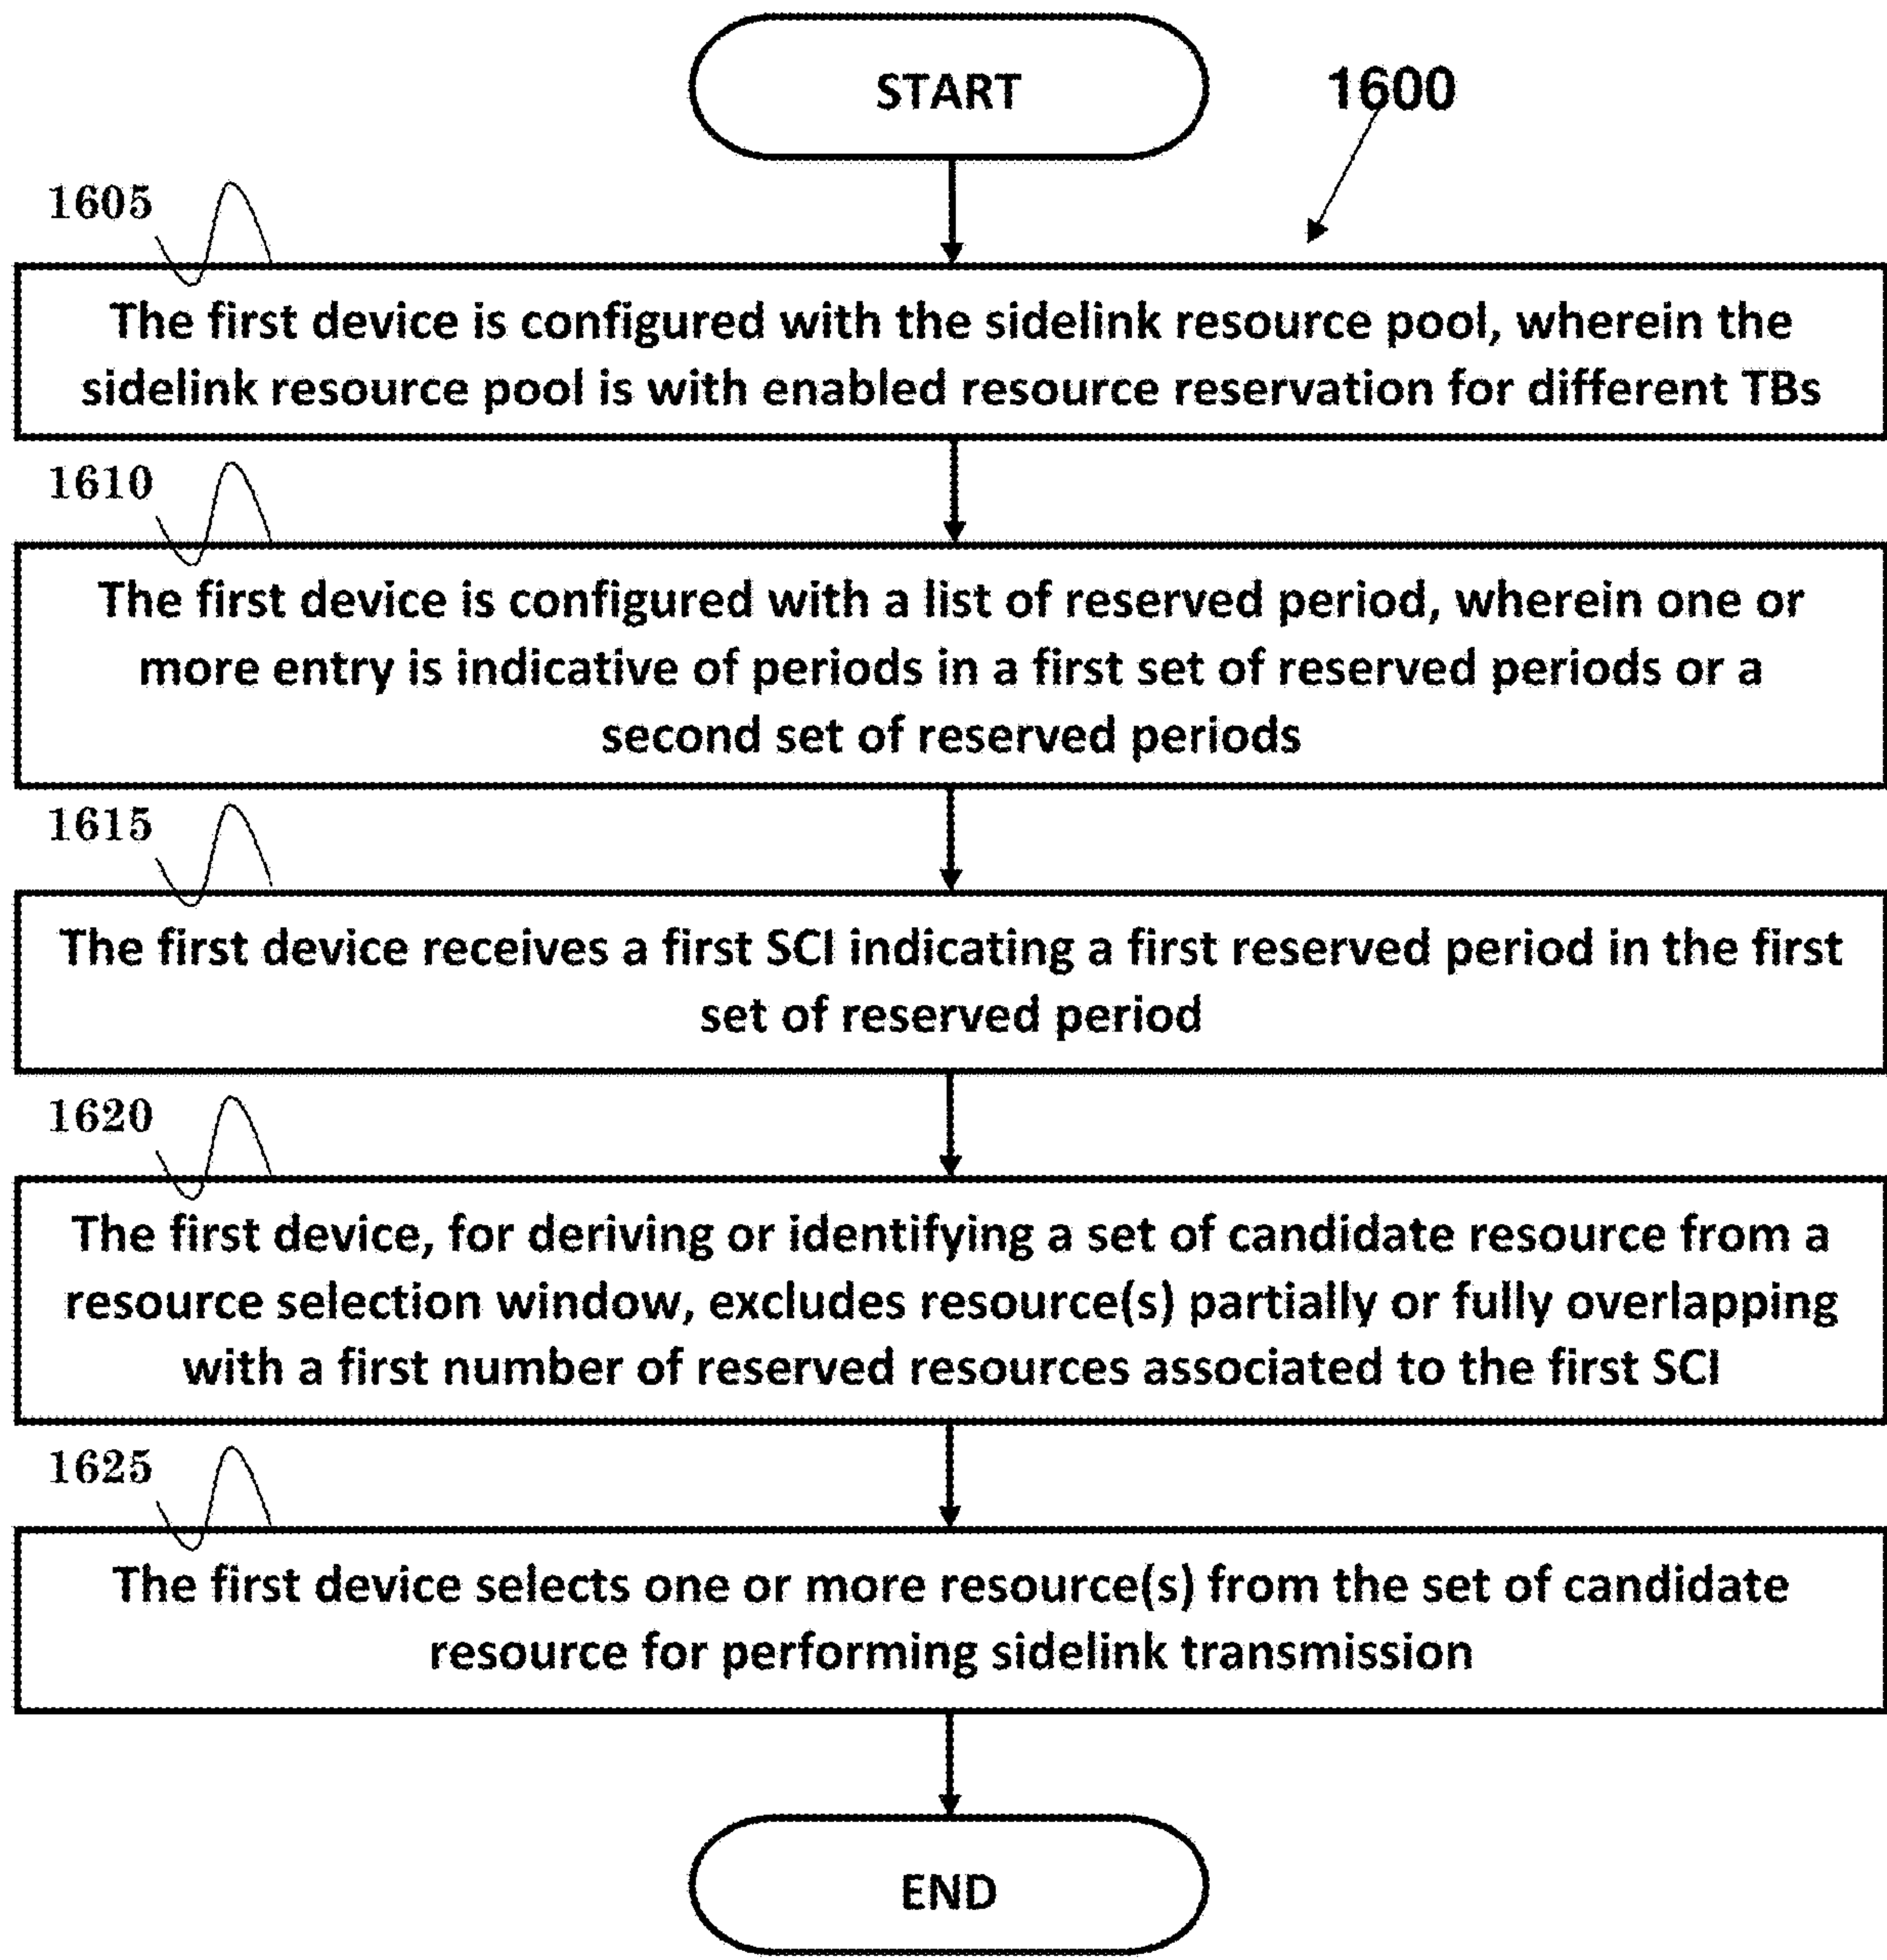 START
1600
1605
The first device is configured with the sidelink resource pool, wherein the
sidelink resource pool is with enabled resource reservation for different TBs
1610
The first device is configured with a list of reserved period, wherein one or
more entry is indicative of periods in a first set of reserved periods or a
second set of reserved periods
1615
The first device receives a first SCI indicating a first reserved period in the first
set of reserved period
1620
The first device, for deriving or identifying a set of candidate resource from a
resource selection window, excludes resource(s) partially or fully overlapping
with a first number of reserved resources associated to the first SCI
1625
The first device selects one or more resource(s) from the set of candidate
resource for performing sidelink transmission
END